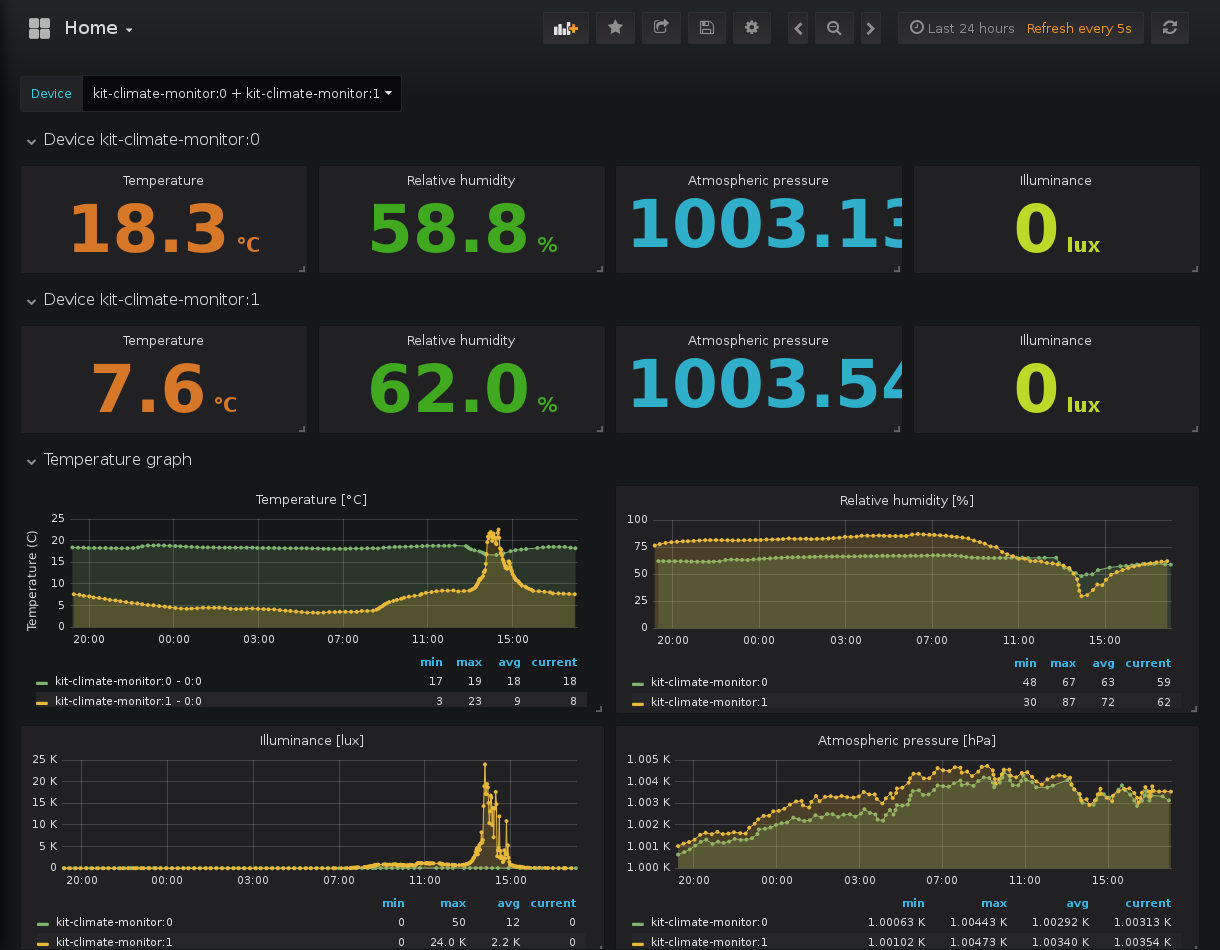 Home
Last 24 hours Refresh every 5s
Device kit-climate-monitor:0 + kit-climate-monitor:1
Device kit-climate-monitor:0
Temperature Relative humidity Atmospheric pressure Illuminance
18.3 °C 58.8 % 1003.13 0 lux
Device kit-climate-monitor:1
Temperature Relative humidity Atmospheric pressure Illuminance
7.6 °C 62.0 % 1003.54 0 lux
Temperature graph
Temperature [°C]
Temperature (C)
25
20
15
10
5
0
20:00 00:00 03:00 07:00 11:00 15:00
min max avg current
kit-climate-monitor:0 - 0:0 17 19 18 18
kit-climate-monitor:1 - 0:0 3 23 9 8
Relative humidity [%]
100
75
50
25
0
20:00 00:00 03:00 07:00 11:00 15:00
min max avg current
kit-climate-monitor:0 48 67 63 59
kit-climate-monitor:1 30 87 72 62
Illuminance [lux]
25 K
20 K
15 K
10 K
5 K
0
20:00 00:00 03:00 07:00 11:00 15:00
min max avg current
kit-climate-monitor:0 0 50 12 0
kit-climate-monitor:1 0 24.0 K 2.2 K 0
Atmospheric pressure [hPa]
1.005 K
1.004 K
1.003 K
1.002 K
1.001 K
1.000 K
20:00 00:00 03:00 07:00 11:00 15:00
min max avg current
kit-climate-monitor:0 1.00063 K 1.00443 K 1.00292 K 1.00313 K
kit-climate-monitor:1 1.00102 K 1.00473 K 1.00340 K 1.00354 K